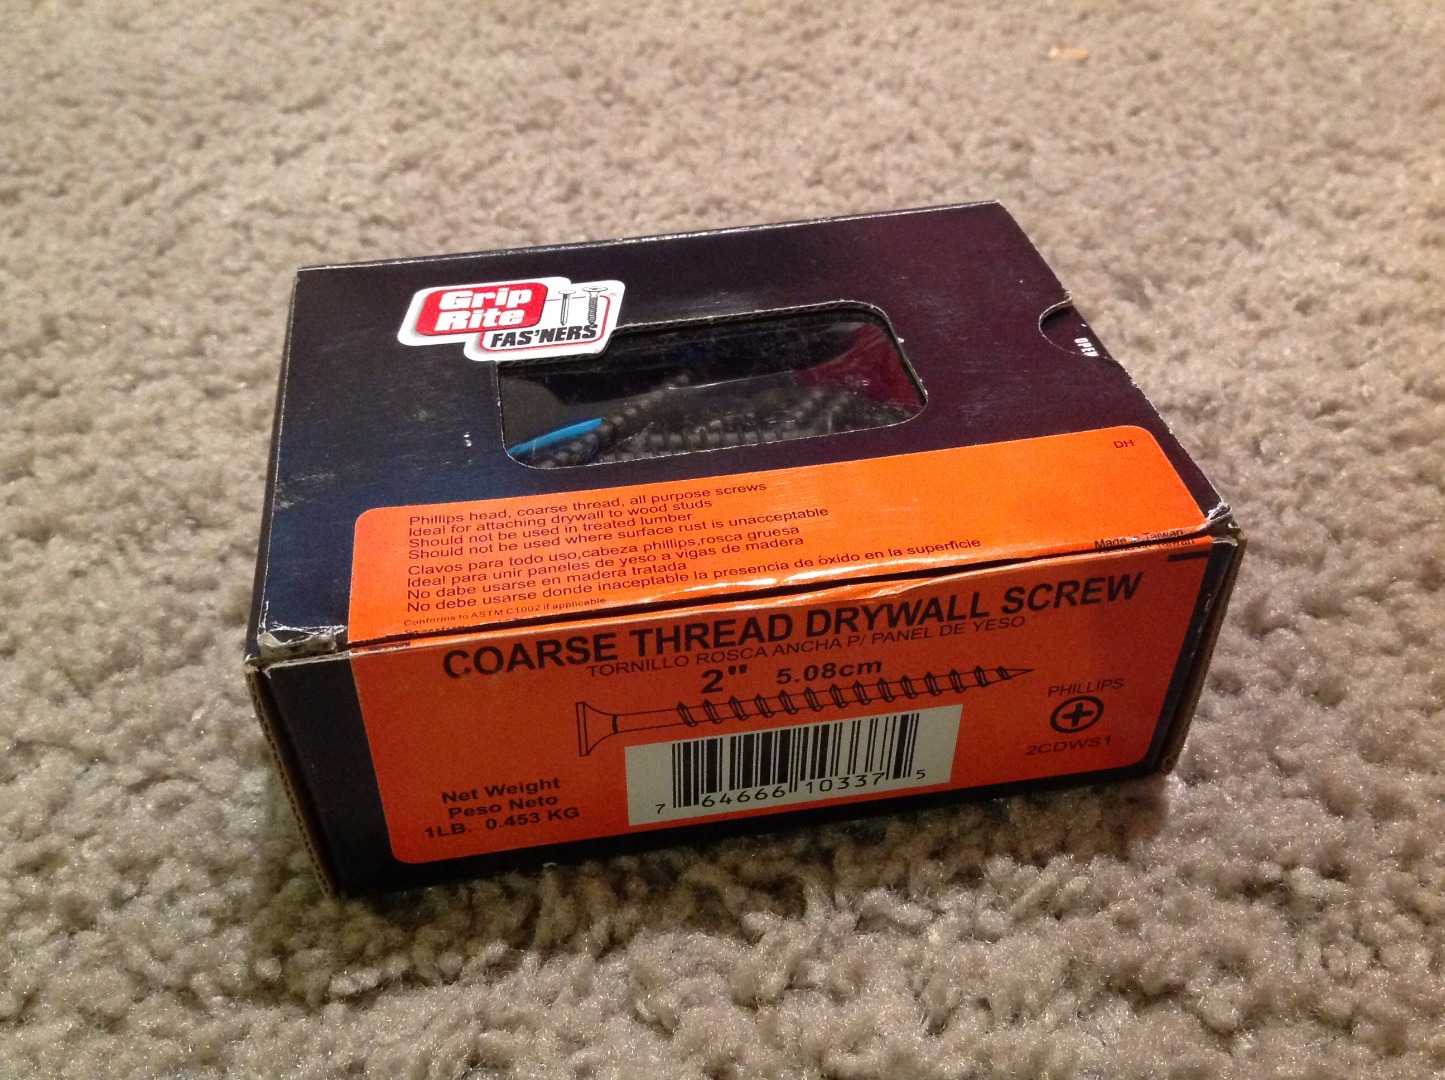 Grip
Rite
FAS'NERS
OPEN
DH
Phillips head, coarse thread, all purpose screws
Ideal for attaching drywall to wood studs
Should not be used in treated lumber
Should not be used where surface rust is unacceptable
Clavos para todo uso,cabeza phillips,rosca gruesa
Ideal para unir paneles de yeso a vigas de madera
No dabe usarse en madera tratada
No debe usarse donde inaceptable la presencia de óxido en la superficie
Conforms to ASTM C1002 if applicable
Made in Taiwan
COARSE THREAD DRYWALL SCREW
TORNILLO ROSCA ANCHA P/ PANEL DE YESO
2" 5.08cm
PHILLIPS
2CDWS1
Net Weight
Peso Neto
1LB. 0.453 KG
7 64666 10337 5